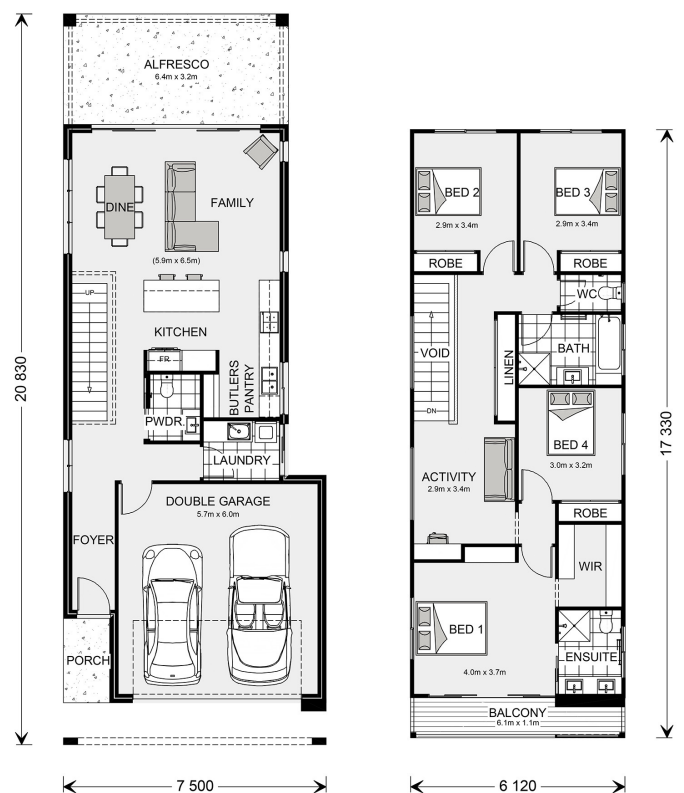 ALFRESCO
6.4m x 3.2m
DINE
FAMILY
(5.9m x 6.5m)
UP
KITCHEN
FR
BUTLERS
PANTRY
PWDR
LAUNDRY
DOUBLE GARAGE
5.7m x 6.0m
FOYER
PORCH
20 830
7 500
BED 2
2.9m x 3.4m
BED 3
2.9m x 3.4m
ROBE
ROBE
WC
VOID
LINEN
BATH
DN
BED 4
3.0m x 3.2m
ACTIVITY
2.9m x 3.4m
ROBE
WIR
BED 1
4.0m x 3.7m
ENSUITE
BALCONY
6.1m x 1.1m
17 330
6 120